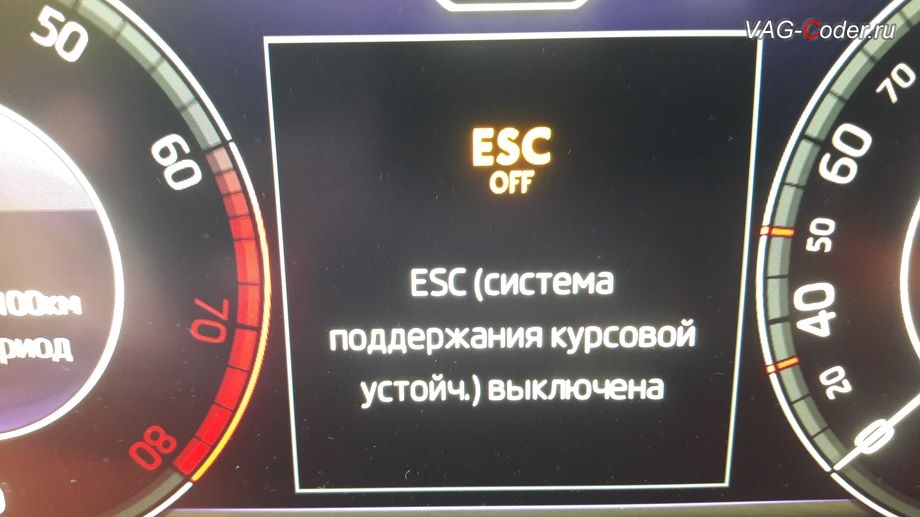 VAG-Coder.ru
50
60
70
80
100км
риод
ESC
OFF
ESC (система
поддержания курсовой
устойч.) выключена
70
60
50
40
20
0